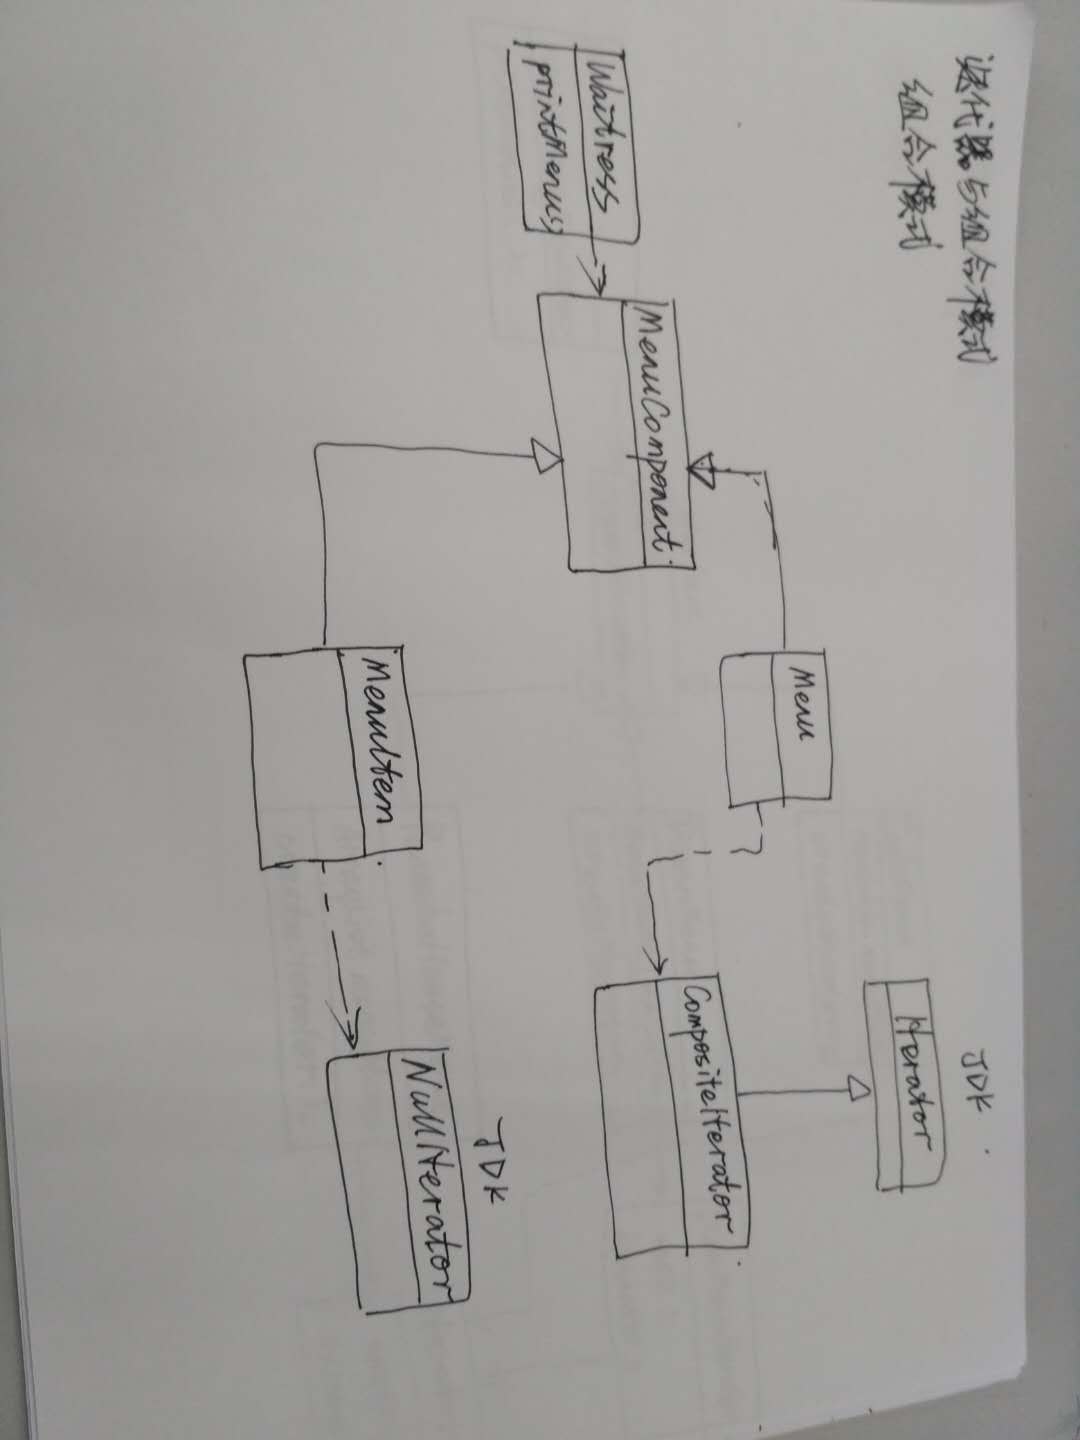 迭代器与组合模式
组合模式
Waitress
printMenu()
MenuComponent
Menu
MenuItem
JDK
Iterator
CompositeIterator
JDK
NullIterator